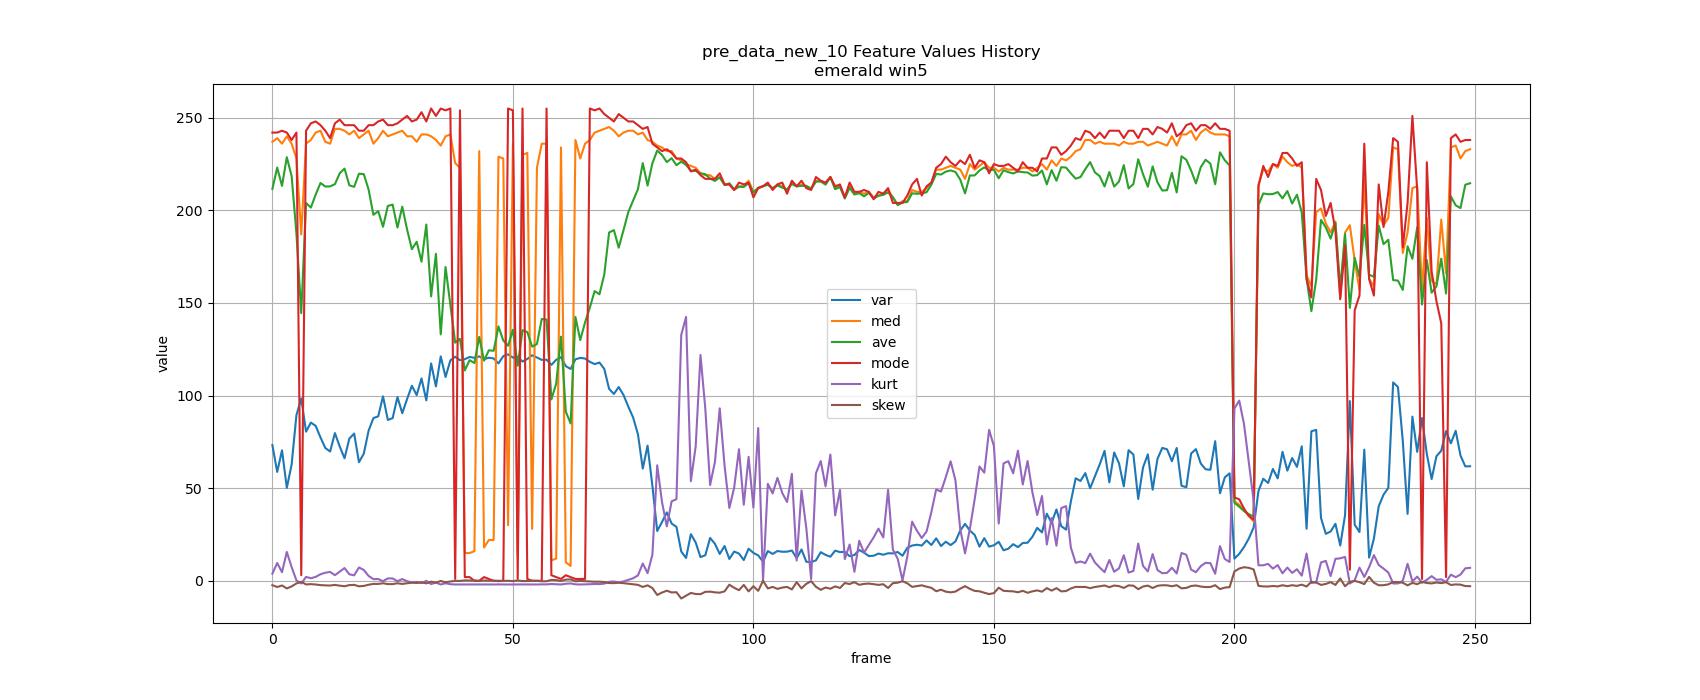 pre_data_new_10 Feature Values History
emerald win5
250
200
150
100
50
0
value
var
med
ave
mode
kurt
skew
0
50
100
150
200
250
frame